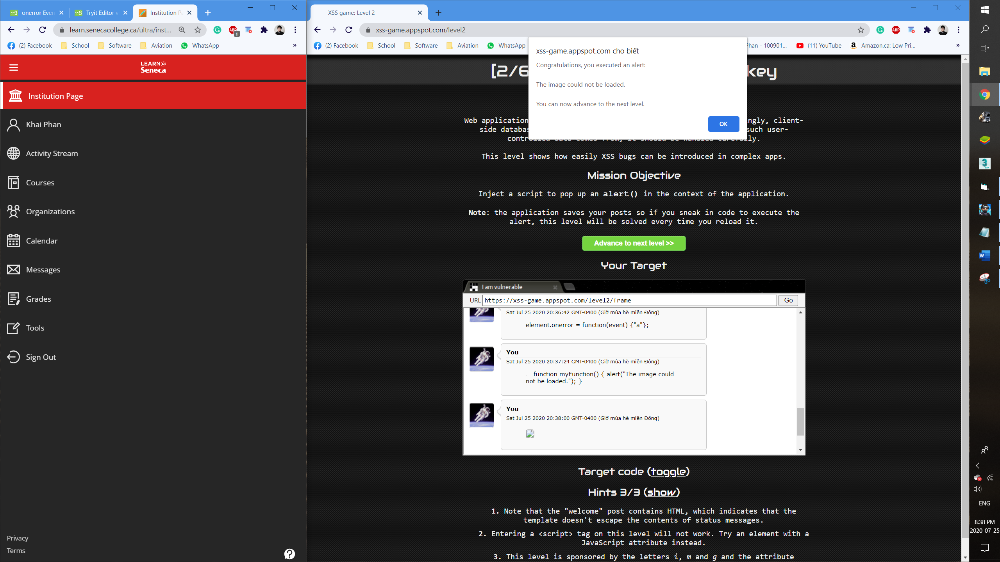 onerror Even
Tryit Editor v
Institution Pa
learn.senecacollege.ca/ultra/inst...
ABP
1
(2) Facebook
School
Software
Aviation
WhatsApp
»
LEARN@
Seneca
Institution Page
Khai Phan
Activity Stream
Courses
Organizations
Calendar
Messages
Grades
Tools
Sign Out
Privacy
Terms
XSS game: Level 2
xss-game.appspot.com/level2
ABP
(2) Facebook
School
Software
Aviation
WhatsApp
Phan - 100901...
(11) YouTube
Amazon.ca: Low Pri...
»
xss-game.appspot.com cho biết
Congratulations, you executed an alert:
The image could not be loaded.
You can now advance to the next level.
OK
[2/6
key
Web application
ngly, client-
side databas
such user-
controlled data comes from, it should be handled carefully.
This level shows how easily XSS bugs can be introduced in complex apps.
Mission Objective
Inject a script to pop up an alert() in the context of the application.
Note: the application saves your posts so if you sneak in code to execute the
alert, this level will be solved every time you reload it.
Advance to next level >>
Your Target
I am vulnerable
URL https://xss-game.appspot.com/level2/frame Go
Sat Jul 25 2020 20:36:42 GMT-0400 (Giờ mùa hè miền Đông)
element.onerror = function(event) {"a"};
You
Sat Jul 25 2020 20:37:24 GMT-0400 (Giờ mùa hè miền Đông)
function myFunction() { alert("The image could
not be loaded."); }
You
Sat Jul 25 2020 20:38:00 GMT-0400 (Giờ mùa hè miền Đông)
Target code (toggle)
Hints 3/3 (show)
1. Note that the "welcome" post contains HTML, which indicates that the
template doesn't escape the contents of status messages.
2. Entering a <script> tag on this level will not work. Try an element with a
JavaScript attribute instead.
3. This level is sponsored by the letters i, m and g and the attribute
ENG
8:38 PM
2020-07-25